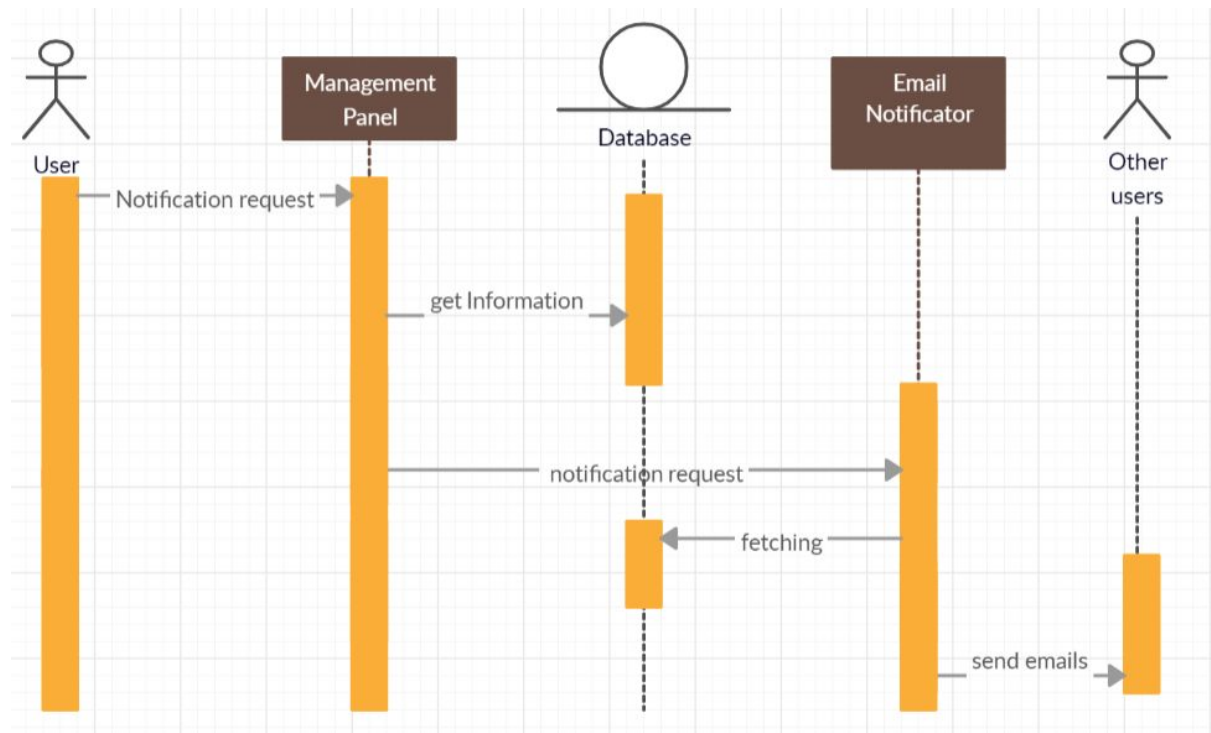 User
Management
Panel
Database
Email
Notificator
Other
users
Notification request
get Information
notification request
fetching
send emails